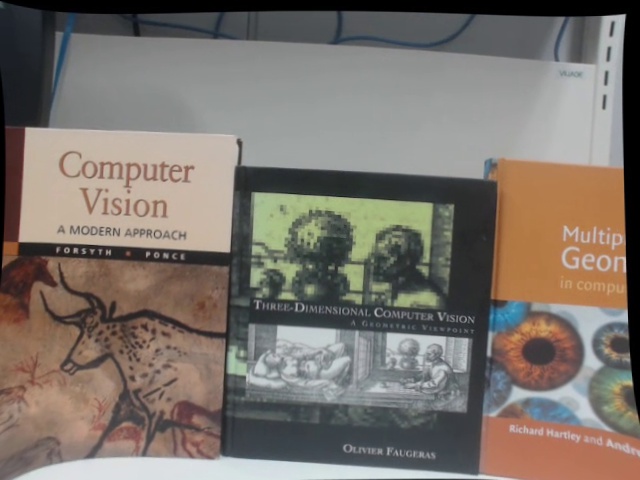 Computer
Vision
A MODERN APPROACH
FORSYTH PONCE
THREE-DIMENSIONAL COMPUTER VISION
A GEOMETRIC VIEWPOINT
OLIVIER FAUGERAS
Multip
Geon
in compu
Richard Hartley and Andre